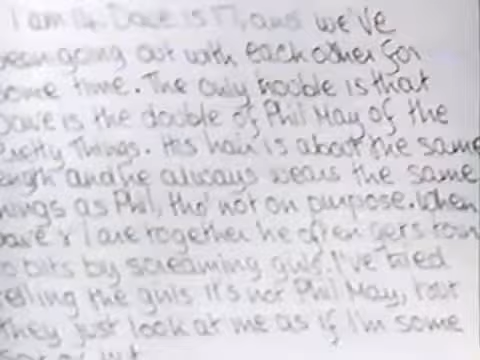 I am 14. Dave is 17, and we've
been going out with each other for
some time. The only trouble is that
Dave is the double of Phil May of the
Pretty Things. His hair is about the same
length and he always wears the same
things as Phil, tho' not on purpose. When
Dave & I are together he often gets torn
to bits by screaming girls. I've tried
telling the girls it's not Phil May, but
they just look at me as if I'm some